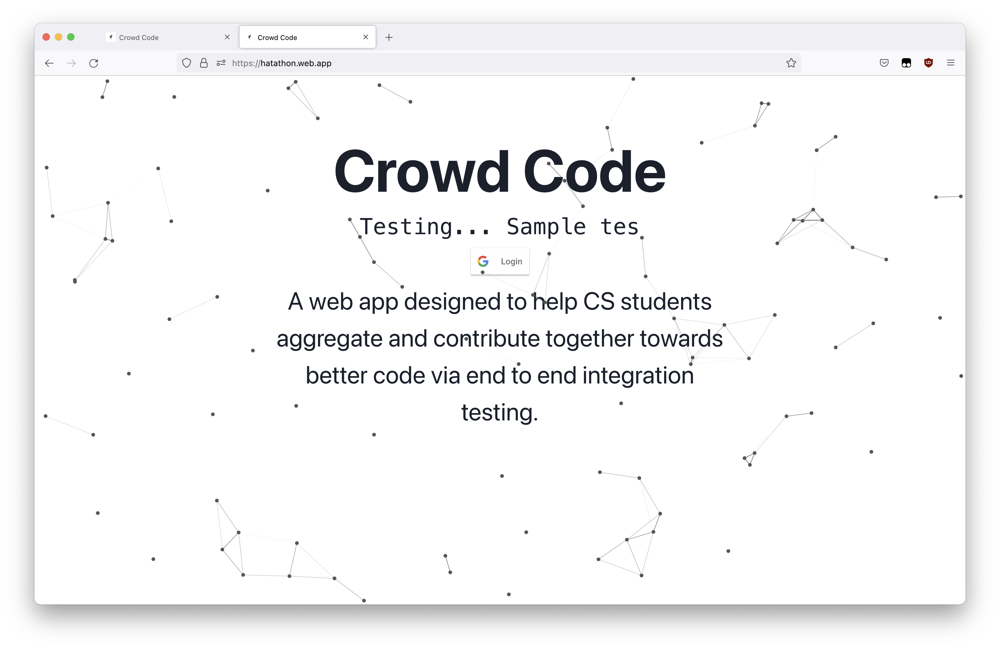 Crowd Code
Crowd Code
https://hatathon.web.app
Crowd Code
Testing... Sample tes
Login
A web app designed to help CS students
aggregate and contribute together towards
better code via end to end integration
testing.